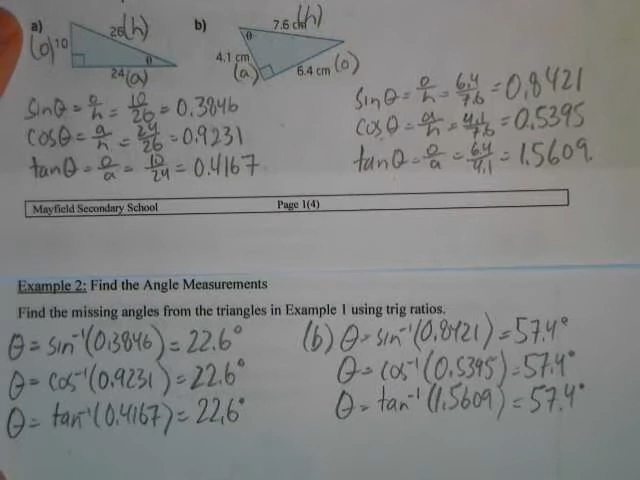 a)
26(h)
(o)10
θ
24(a)
sinθ = o/h = 10/26 = 0.3846
cosθ = a/h = 24/26 = 0.9231
tanθ = o/a = 10/24 = 0.4167
b)
7.6 cm(h)
θ
4.1 cm
(a)
6.4 cm (o)
sinθ = o/h = 6.4/7.6 = 0.8421
cosθ = a/h = 4.1/7.6 = 0.5395
tanθ = o/a = 6.4/4.1 = 1.5609
Mayfield Secondary School Page 1(4)
Example 2: Find the Angle Measurements
Find the missing angles from the triangles in Example 1 using trig ratios.
θ = sin⁻¹(0.3846) = 22.6°
θ = cos⁻¹(0.9231) = 22.6°
θ = tan⁻¹(0.4167) = 22.6°
(b) θ = sin⁻¹(0.8421) = 57.4°
θ = cos⁻¹(0.5395) = 57.4°
θ = tan⁻¹(1.5609) = 57.4°